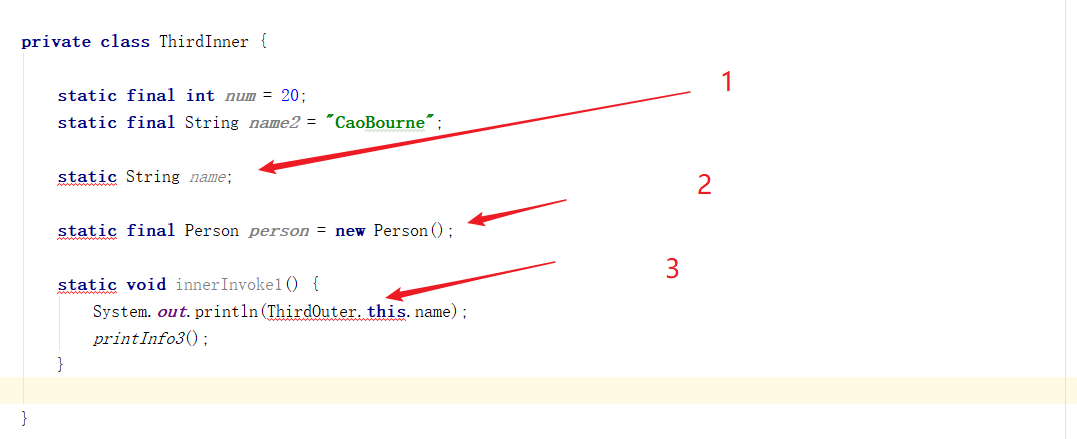 private class ThirdInner {
static final int num = 20;
static final String name2 = "CaoBourne";
static String name;
static final Person person = new Person();
static void innerInvoke1() {
System.out.println(ThirdOuter.this.name);
printInfo3();
}
}
1
2
3